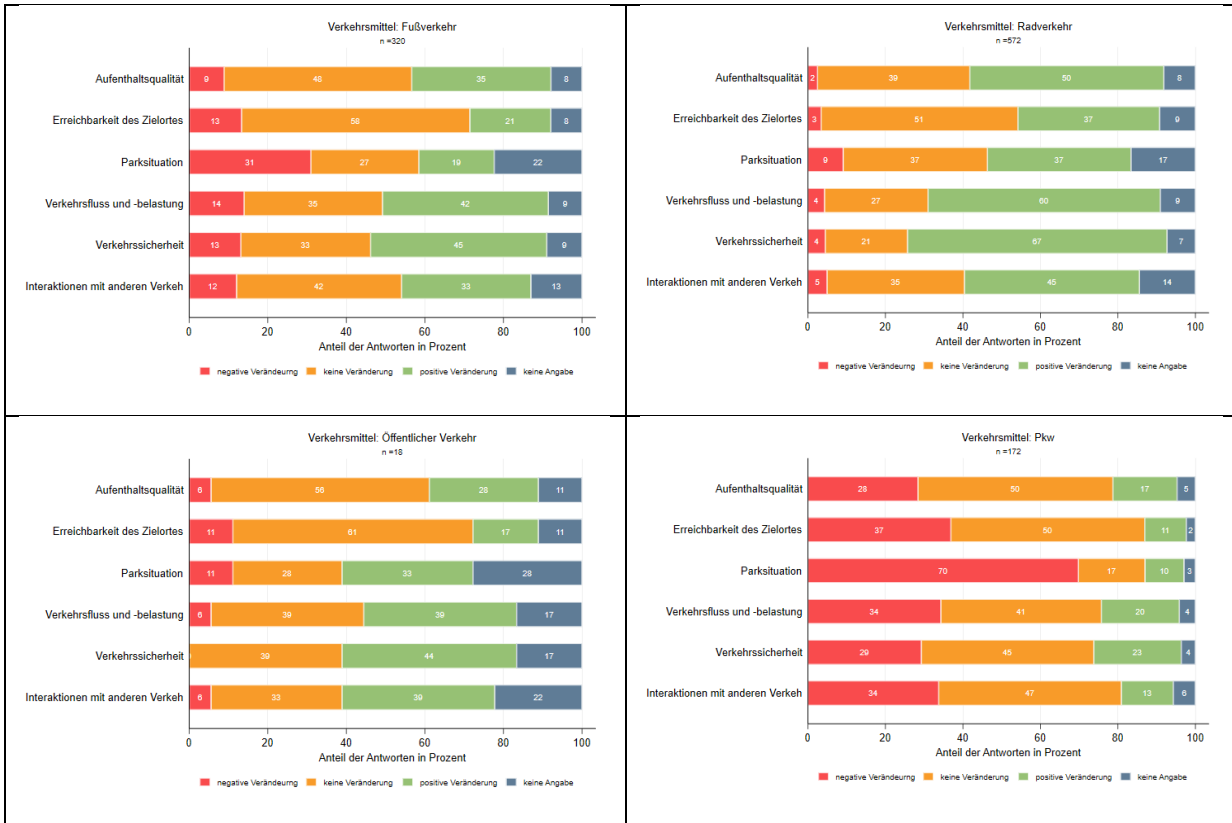 Verkehrsmittel: Fußverkehr
n =320
Aufenthaltsqualität 9 48 35 8
Erreichbarkeit des Zielortes 13 58 21 8
Parksituation 31 27 19 22
Verkehrsfluss und -belastung 14 35 42 9
Verkehrssicherheit 13 33 45 9
Interaktionen mit anderen Verkeh 12 42 33 13
0 20 40 60 80 100
Anteil der Antworten in Prozent
negative Verändeurng keine Veränderung positive Veränderung keine Angabe
Verkehrsmittel: Radverkehr
n =572
Aufenthaltsqualität 2 39 50 8
Erreichbarkeit des Zielortes 3 51 37 9
Parksituation 9 37 37 17
Verkehrsfluss und -belastung 4 27 60 9
Verkehrssicherheit 4 21 67 7
Interaktionen mit anderen Verkeh 5 35 45 14
0 20 40 60 80 100
Anteil der Antworten in Prozent
negative Verändeurng keine Veränderung positive Veränderung keine Angabe
Verkehrsmittel: Öffentlicher Verkehr
n =18
Aufenthaltsqualität 6 56 28 11
Erreichbarkeit des Zielortes 11 61 17 11
Parksituation 11 28 33 28
Verkehrsfluss und -belastung 6 39 39 17
Verkehrssicherheit 39 44 17
Interaktionen mit anderen Verkeh 6 33 39 22
0 20 40 60 80 100
Anteil der Antworten in Prozent
negative Verändeurng keine Veränderung positive Veränderung keine Angabe
Verkehrsmittel: Pkw
n =172
Aufenthaltsqualität 28 50 17 5
Erreichbarkeit des Zielortes 37 50 11 2
Parksituation 70 17 10 3
Verkehrsfluss und -belastung 34 41 20 4
Verkehrssicherheit 29 45 23 4
Interaktionen mit anderen Verkeh 34 47 13 6
0 20 40 60 80 100
Anteil der Antworten in Prozent
negative Verändeurng keine Veränderung positive Veränderung keine Angabe